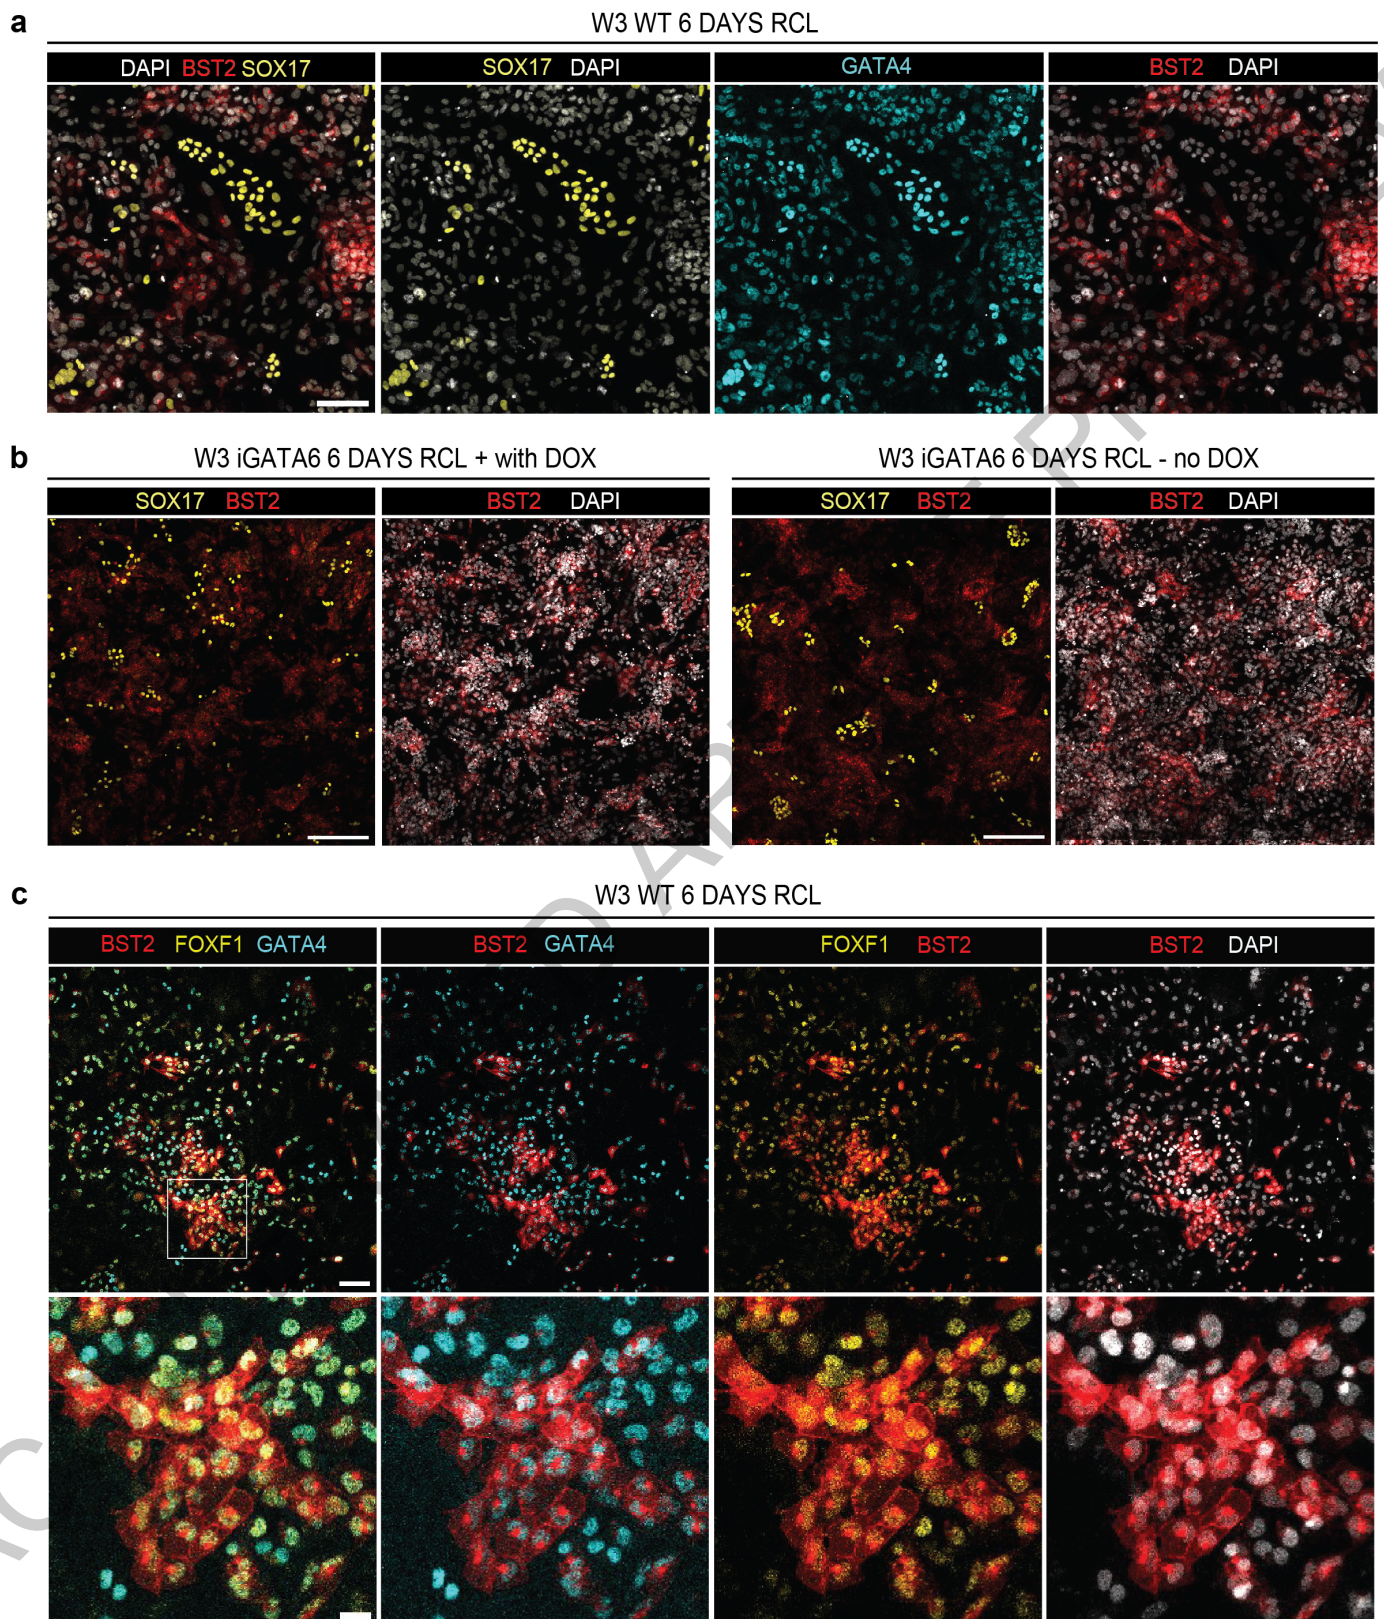 a
W3 WT 6 DAYS RCL
DAPI BST2 SOX17
SOX17 DAPI
GATA4
BST2 DAPI
b
W3 iGATA6 6 DAYS RCL + with DOX
W3 iGATA6 6 DAYS RCL - no DOX
SOX17 BST2
BST2 DAPI
SOX17 BST2
BST2 DAPI
c
W3 WT 6 DAYS RCL
BST2 FOXF1 GATA4
BST2 GATA4
FOXF1 BST2
BST2 DAPI